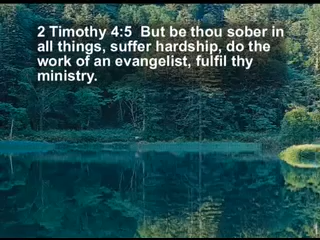 2 Timothy 4:5  But be thou sober in
all things, suffer hardship, do the
work of an evangelist, fulfil thy
ministry.